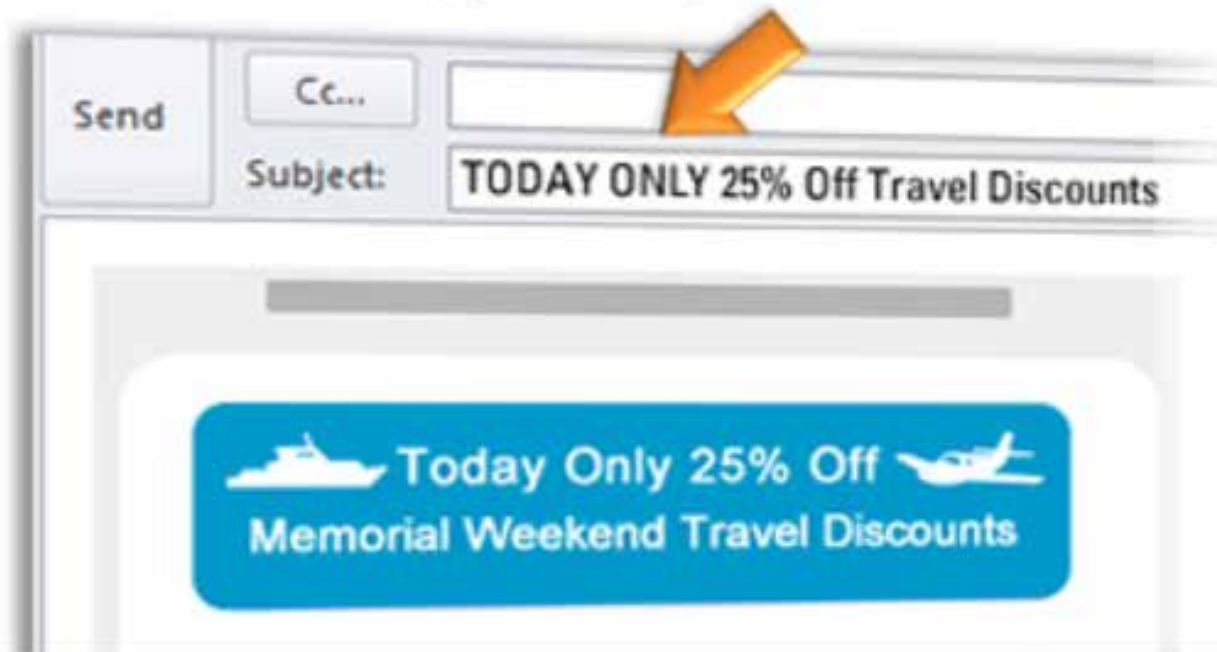 Send
Cc...
Subject:
TODAY ONLY 25% Off Travel Discounts
Today Only 25% Off
Memorial Weekend Travel Discounts